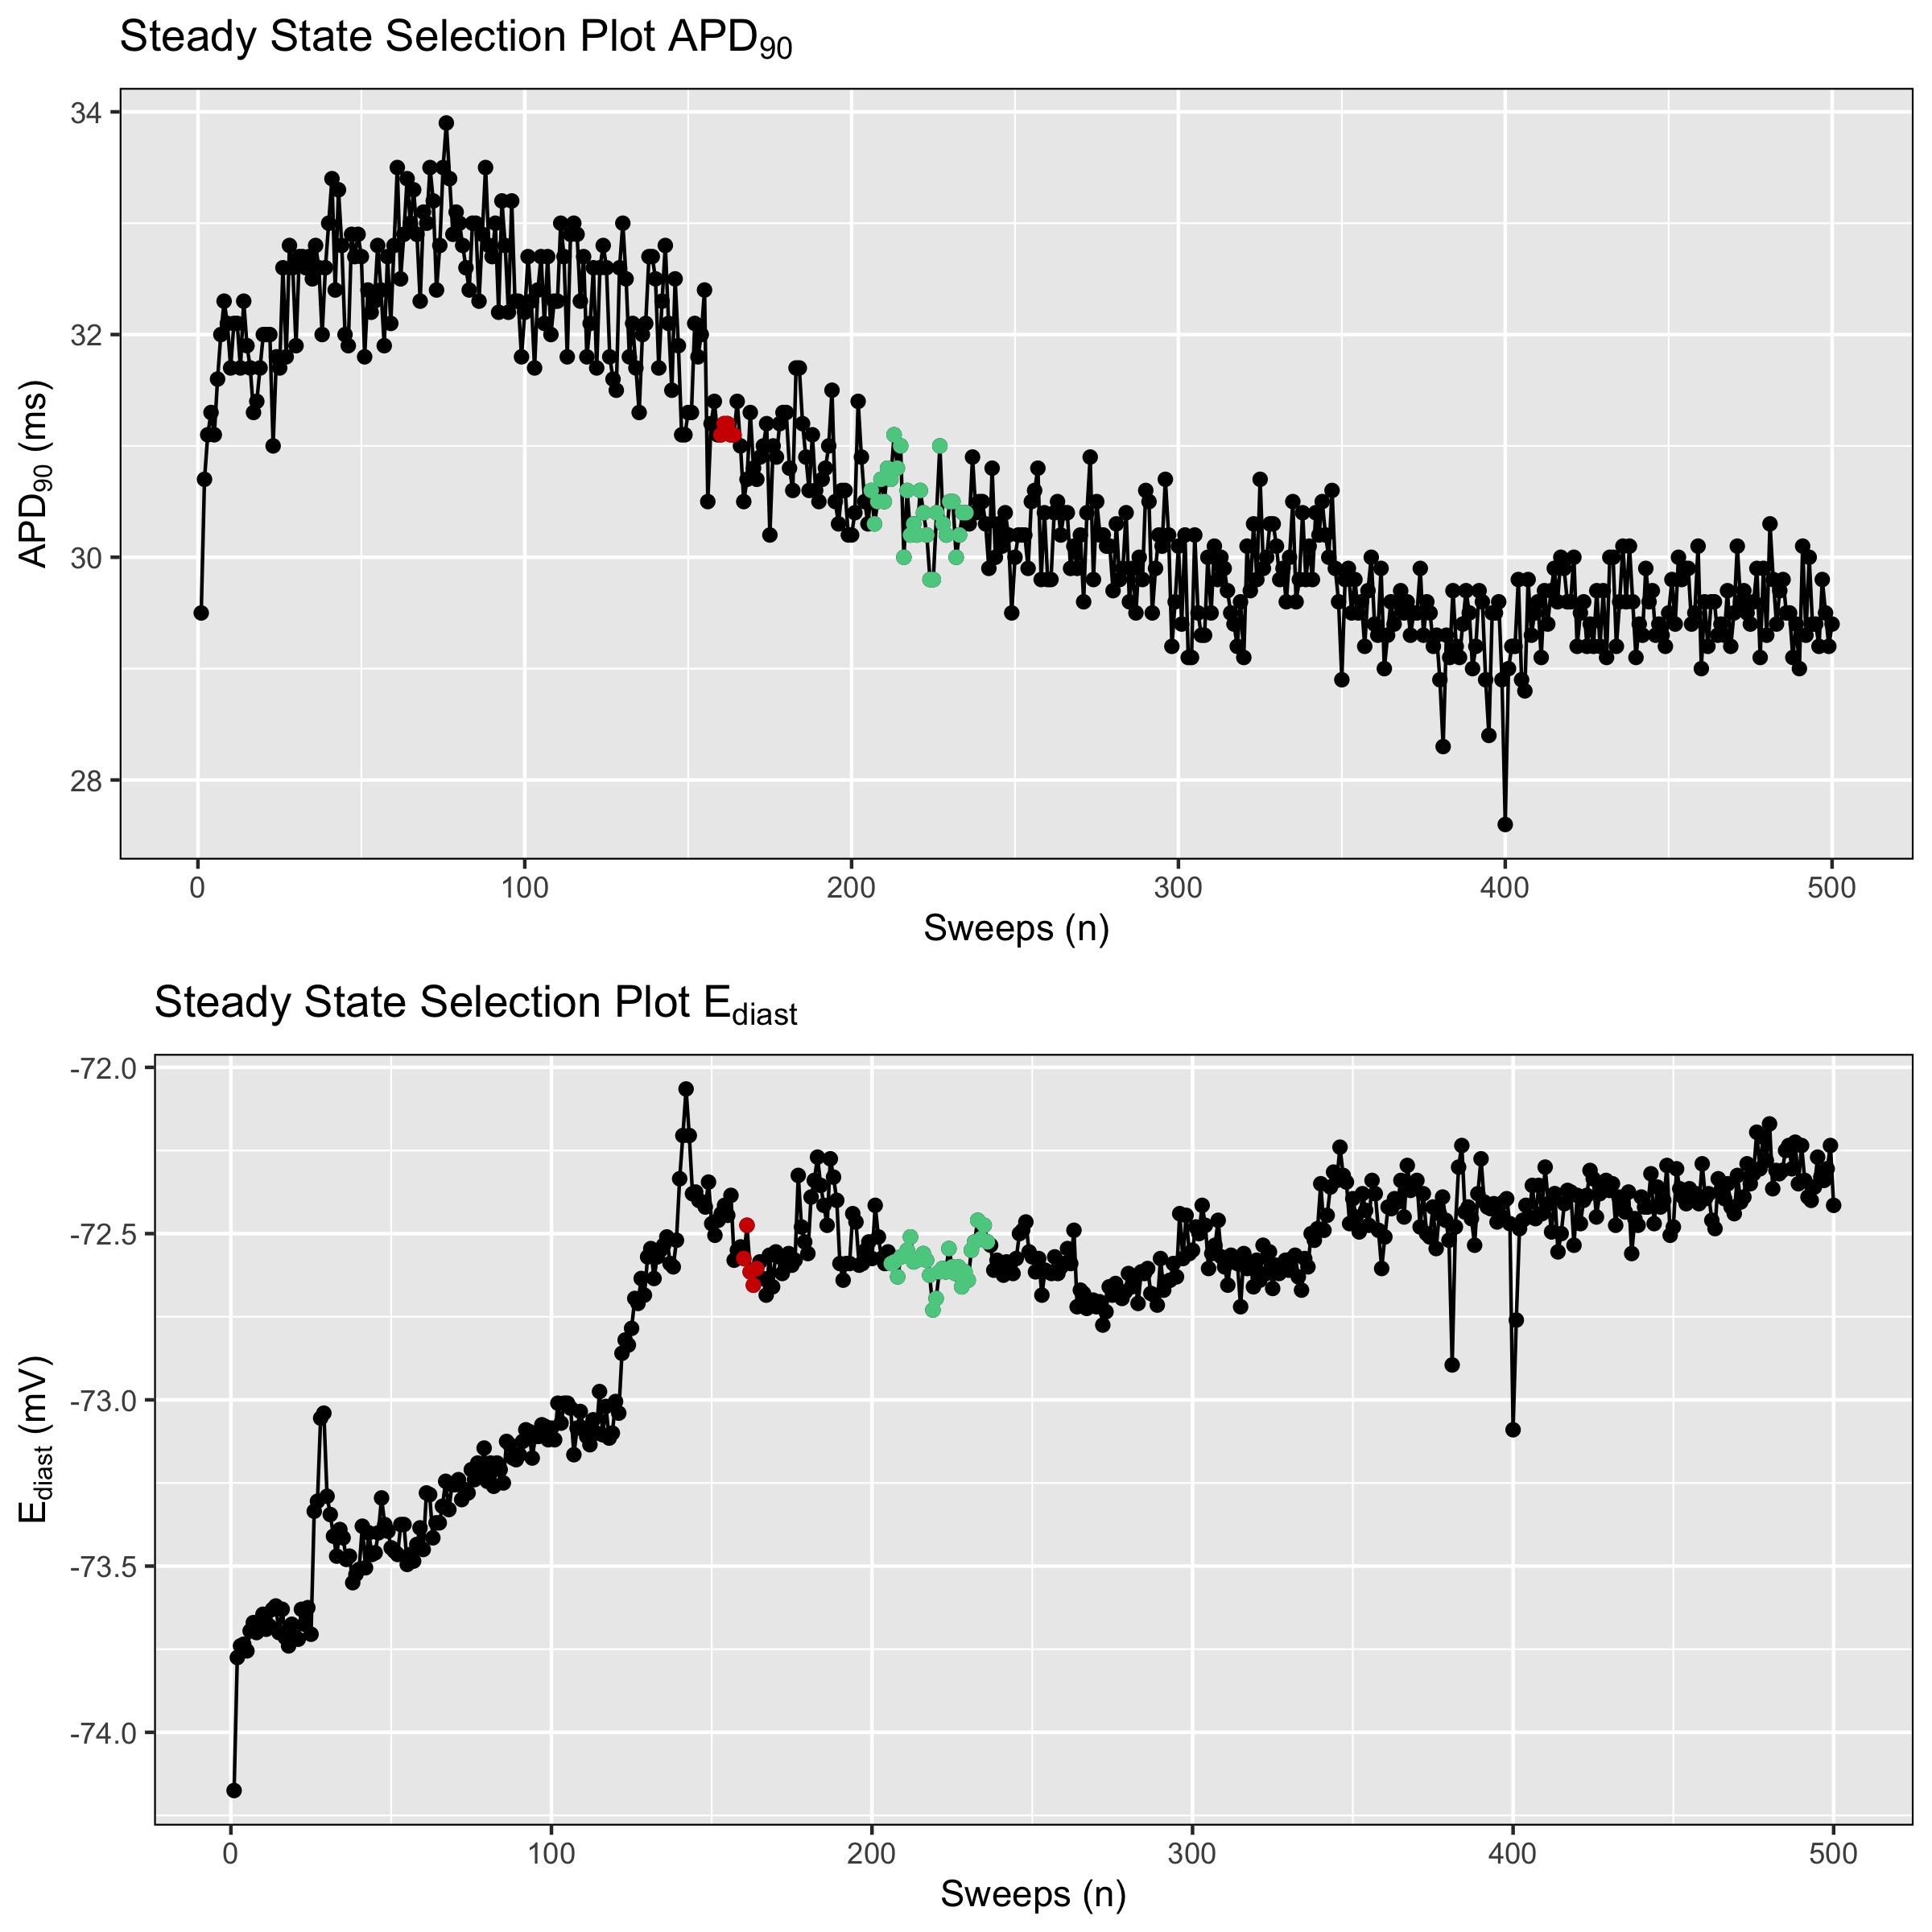 Steady State Selection Plot APD90
34
32
30
28
APD90 (ms)
0 100 200 300 400 500
Sweeps (n)
Steady State Selection Plot Ediast
-72.0
-72.5
-73.0
-73.5
-74.0
Ediast (mV)
0 100 200 300 400 500
Sweeps (n)